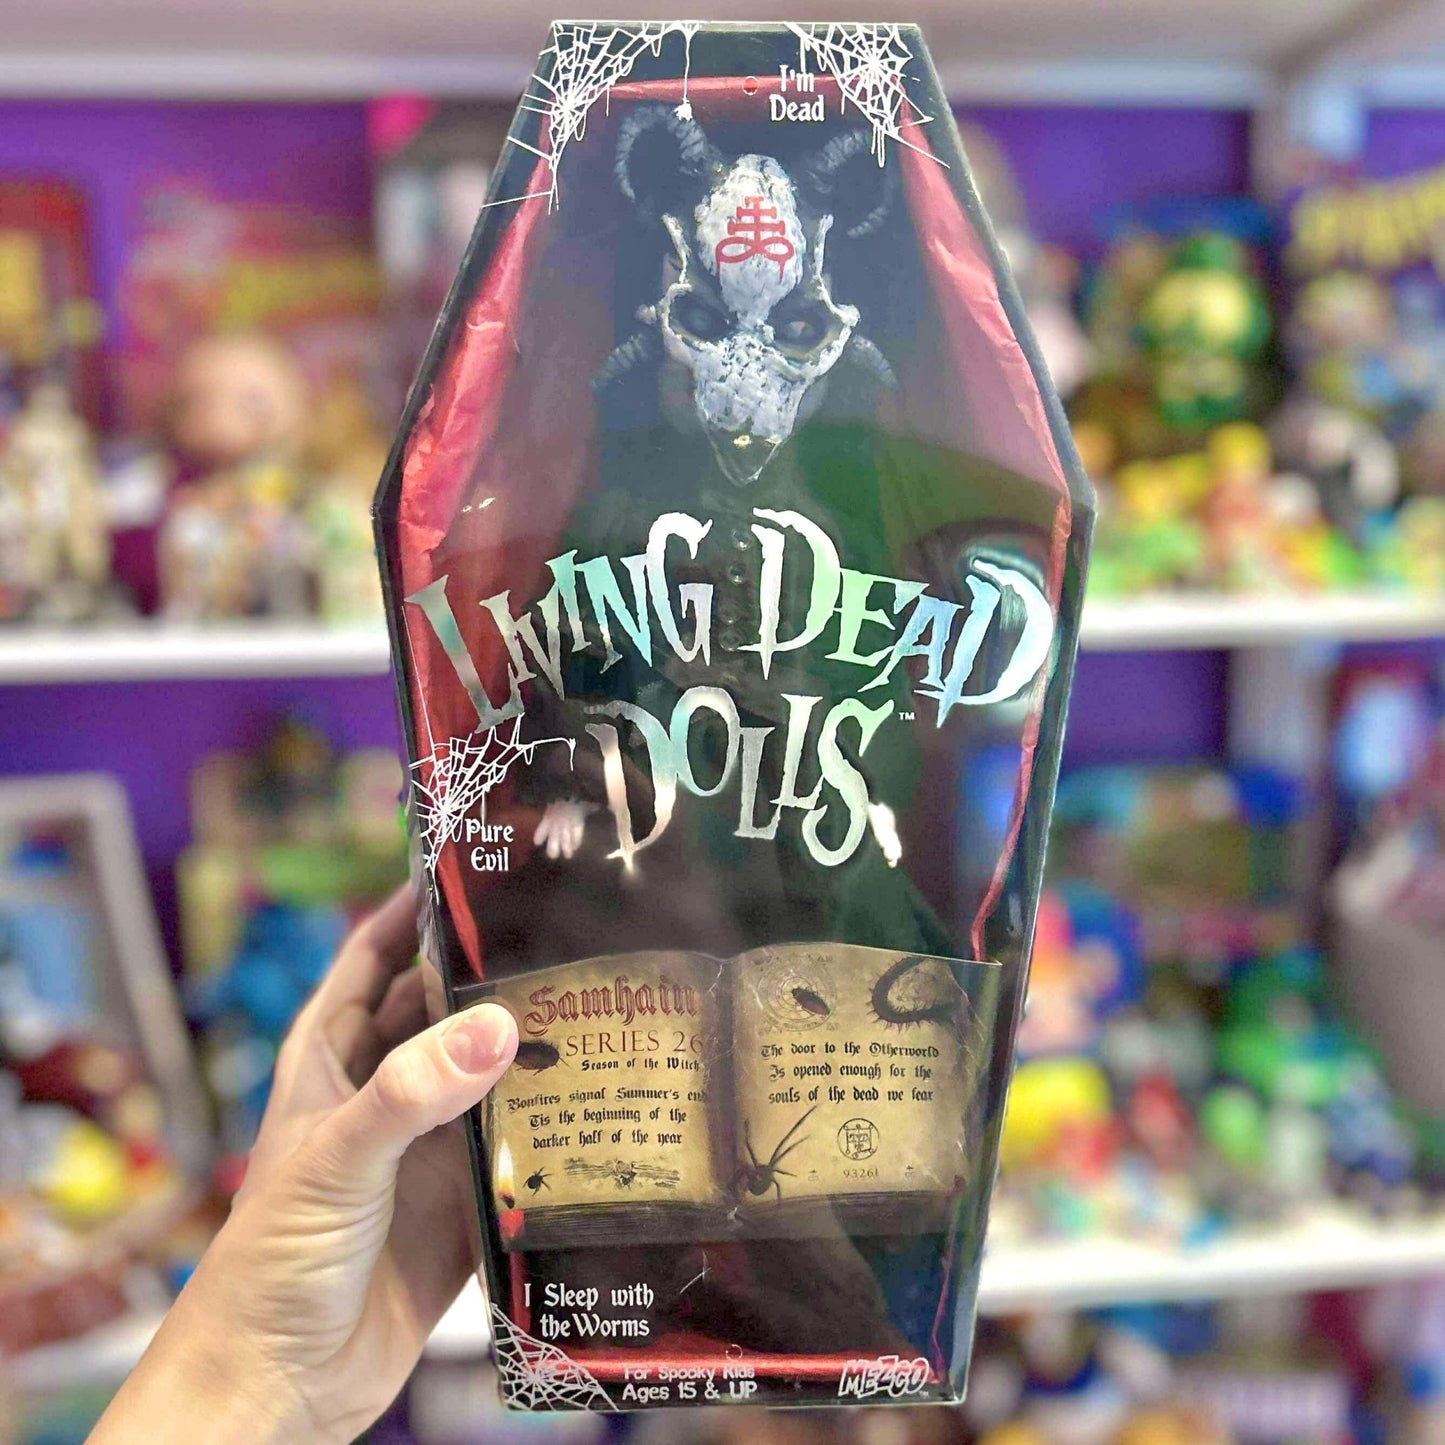 I'm
Dead
LIVING DEAD
DOLLS™
Pure
Evil
Samhain
SERIES 26
Season of the Witch
Bonfires signal Summer's end
Tis the beginning of the
darker half of the year
The door to the Otherworld
Is opened enough for the
souls of the dead we fear
93261
I Sleep with
the Worms
For Spooky Kids
Ages 15 & UP
MEZCO